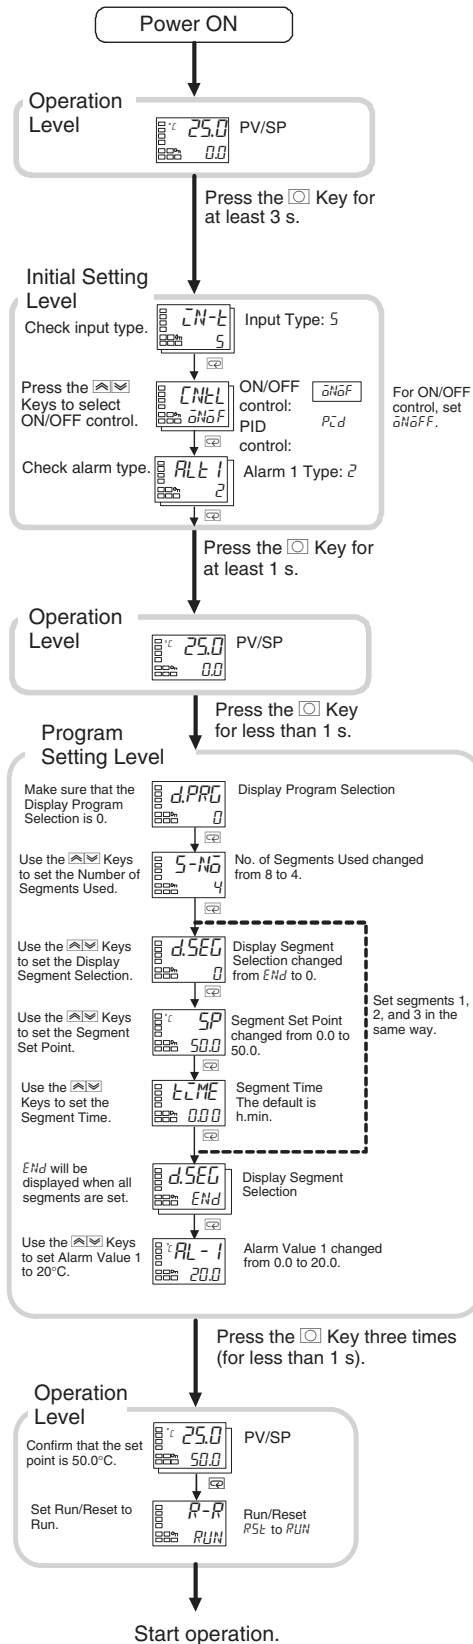 Power ON
Operation
Level
°C 25.0
0.0
PV/SP
Press the Key for
at least 3 s.
Initial Setting
Level
Check input type.
iN-t
5
Input Type: 5
Press the
Keys to select
ON/OFF control.
CNtL
oNoF
ON/OFF
control:
oNoF
PID
control:
Pid
For ON/OFF
control, set
oNoFF.
Check alarm type.
ALt1
2
Alarm 1 Type: 2
Press the Key for
at least 1 s.
Operation
Level
°C 25.0
0.0
PV/SP
Press the Key
for less than 1 s.
Program
Setting Level
Make sure that the
Display Program
Selection is 0.
d.PRG
0
Display Program Selection
Use the Keys
to set the Number of
Segments Used.
S-No
4
No. of Segments Used changed
from 8 to 4.
Use the Keys
to set the Display
Segment Selection.
d.SEG
0
Display Segment
Selection changed
from ENd to 0.
Set segments 1,
2, and 3 in the
same way.
Use the Keys
to set the Segment
Set Point.
°C SP
50.0
Segment Set Point
changed from 0.0 to
50.0.
Use the
Keys to set the
Segment Time.
tiME
0.00
Segment Time
The default is
h.min.
ENd will be
displayed when all
segments are set.
d.SEG
ENd
Display Segment
Selection
Use the Keys
to set Alarm Value 1
to 20°C.
°C AL-1
20.0
Alarm Value 1 changed
from 0.0 to 20.0.
Press the Key three times
(for less than 1 s).
Operation
Level
Confirm that the set
point is 50.0°C.
°C 25.0
50.0
PV/SP
Set Run/Reset to
Run.
R-R
RUN
Run/Reset
RSt to RUN
Start operation.